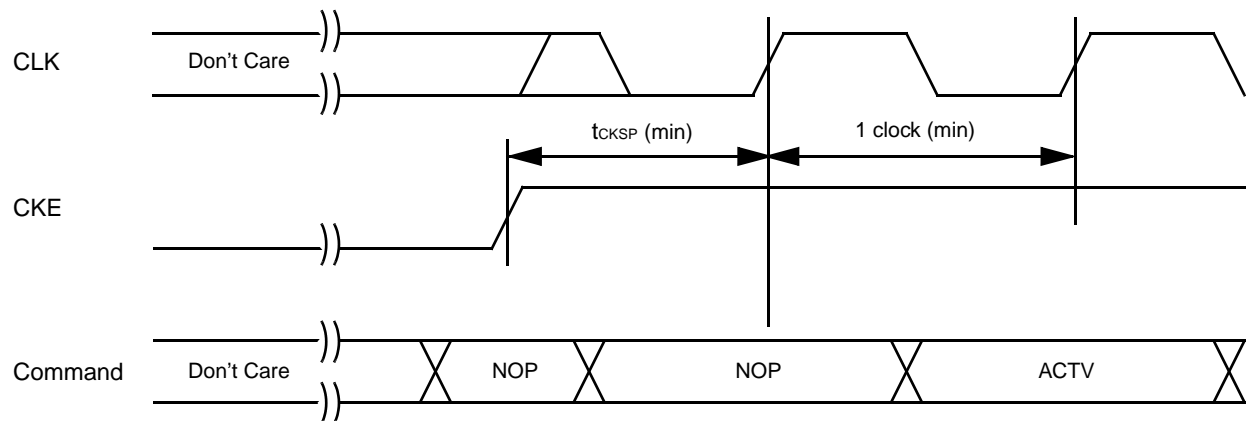 CLK
Don't Care
tCKSP (min)
1 clock (min)
CKE
Command
Don't Care
NOP
NOP
ACTV